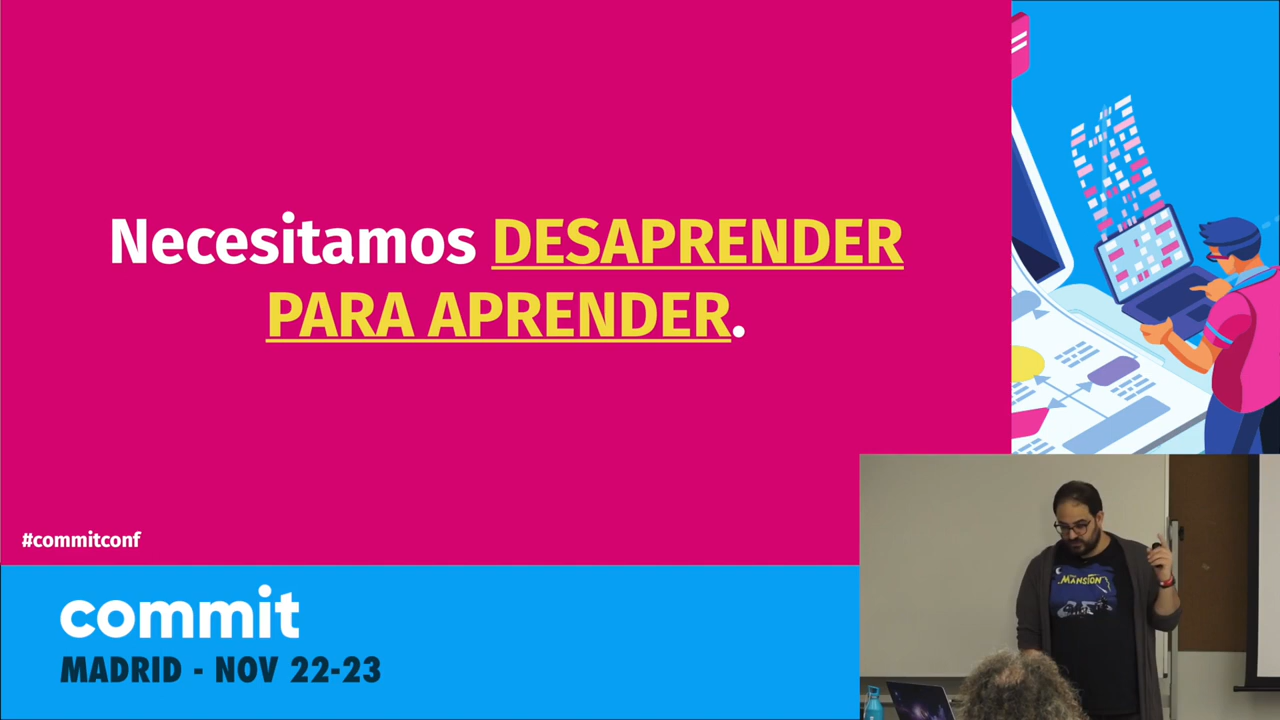 Necesitamos DESAPRENDER
PARA APRENDER.
#commitconf
commit
MADRID - NOV 22-23
MANSION